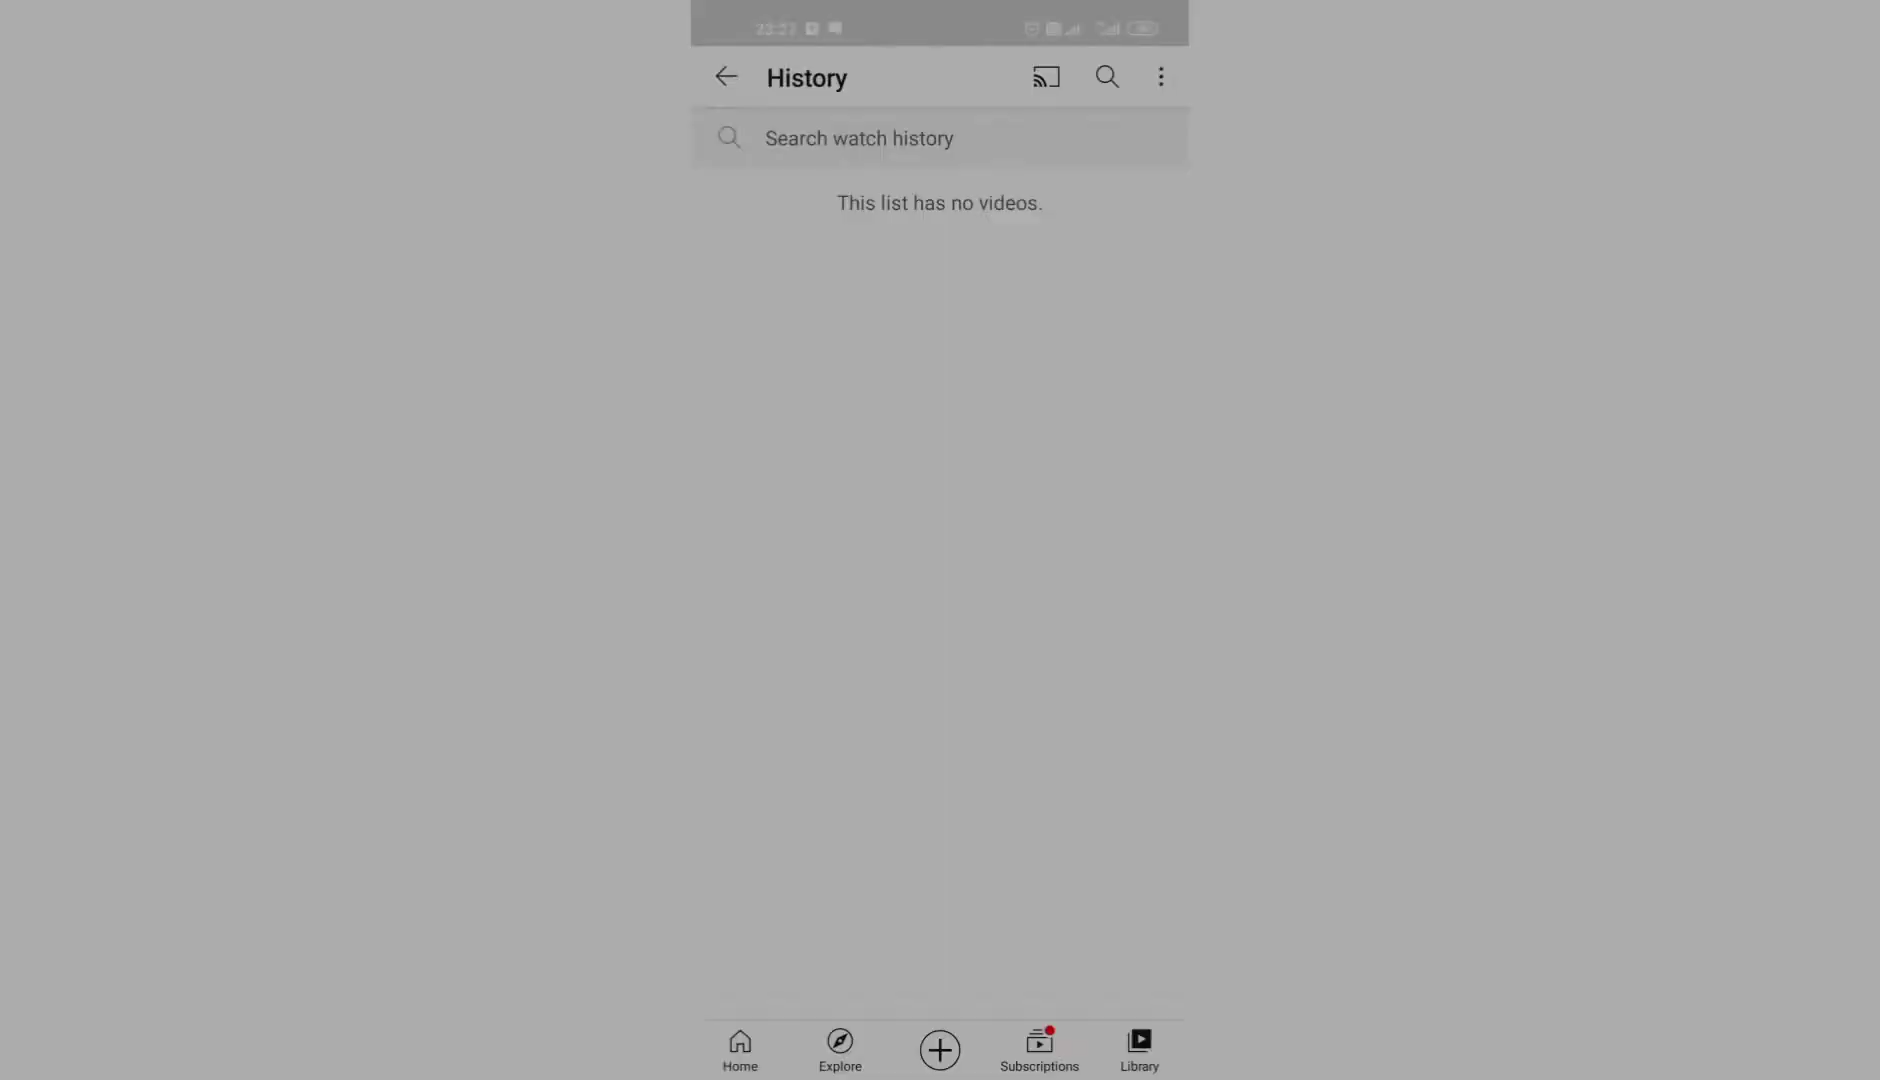 History
Search watch history
This list has no videos.
Home
Explore
Subscriptions
Library